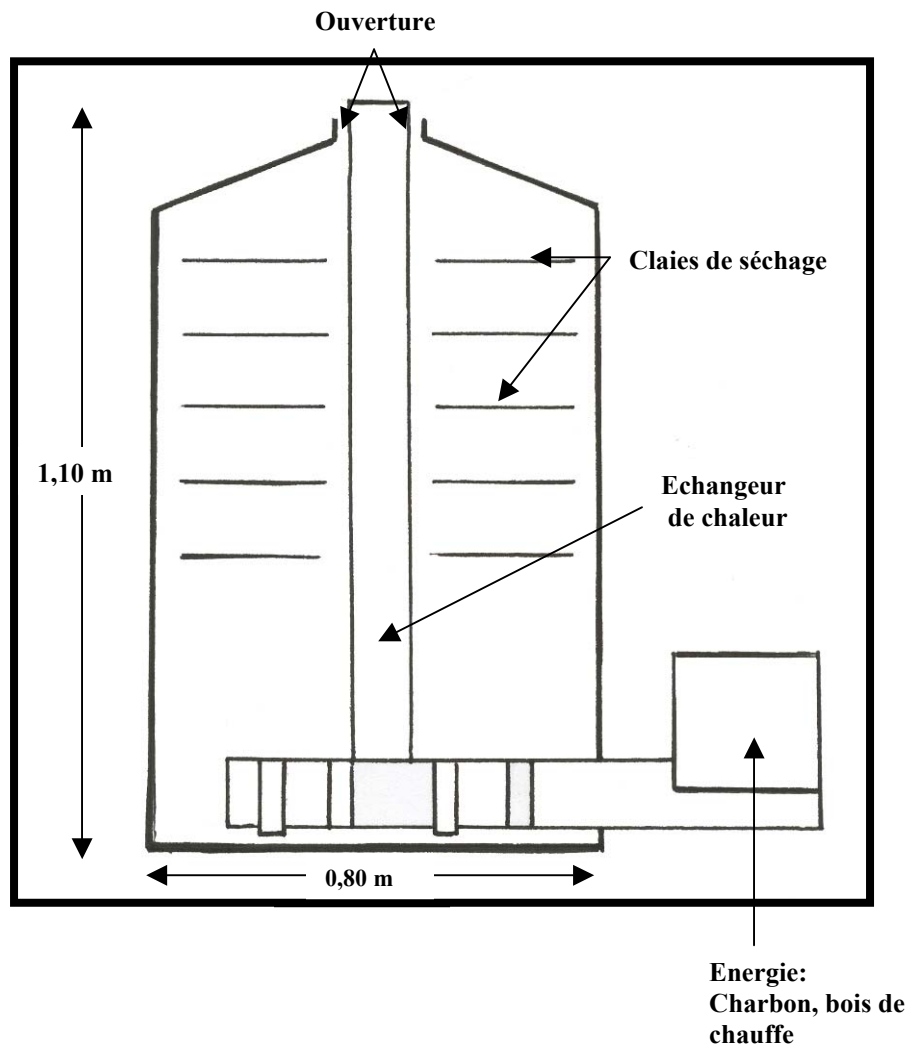 Ouverture
Claies de séchage
1,10 m
Echangeur
de chaleur
0,80 m
Energie:
Charbon, bois de
chauffe